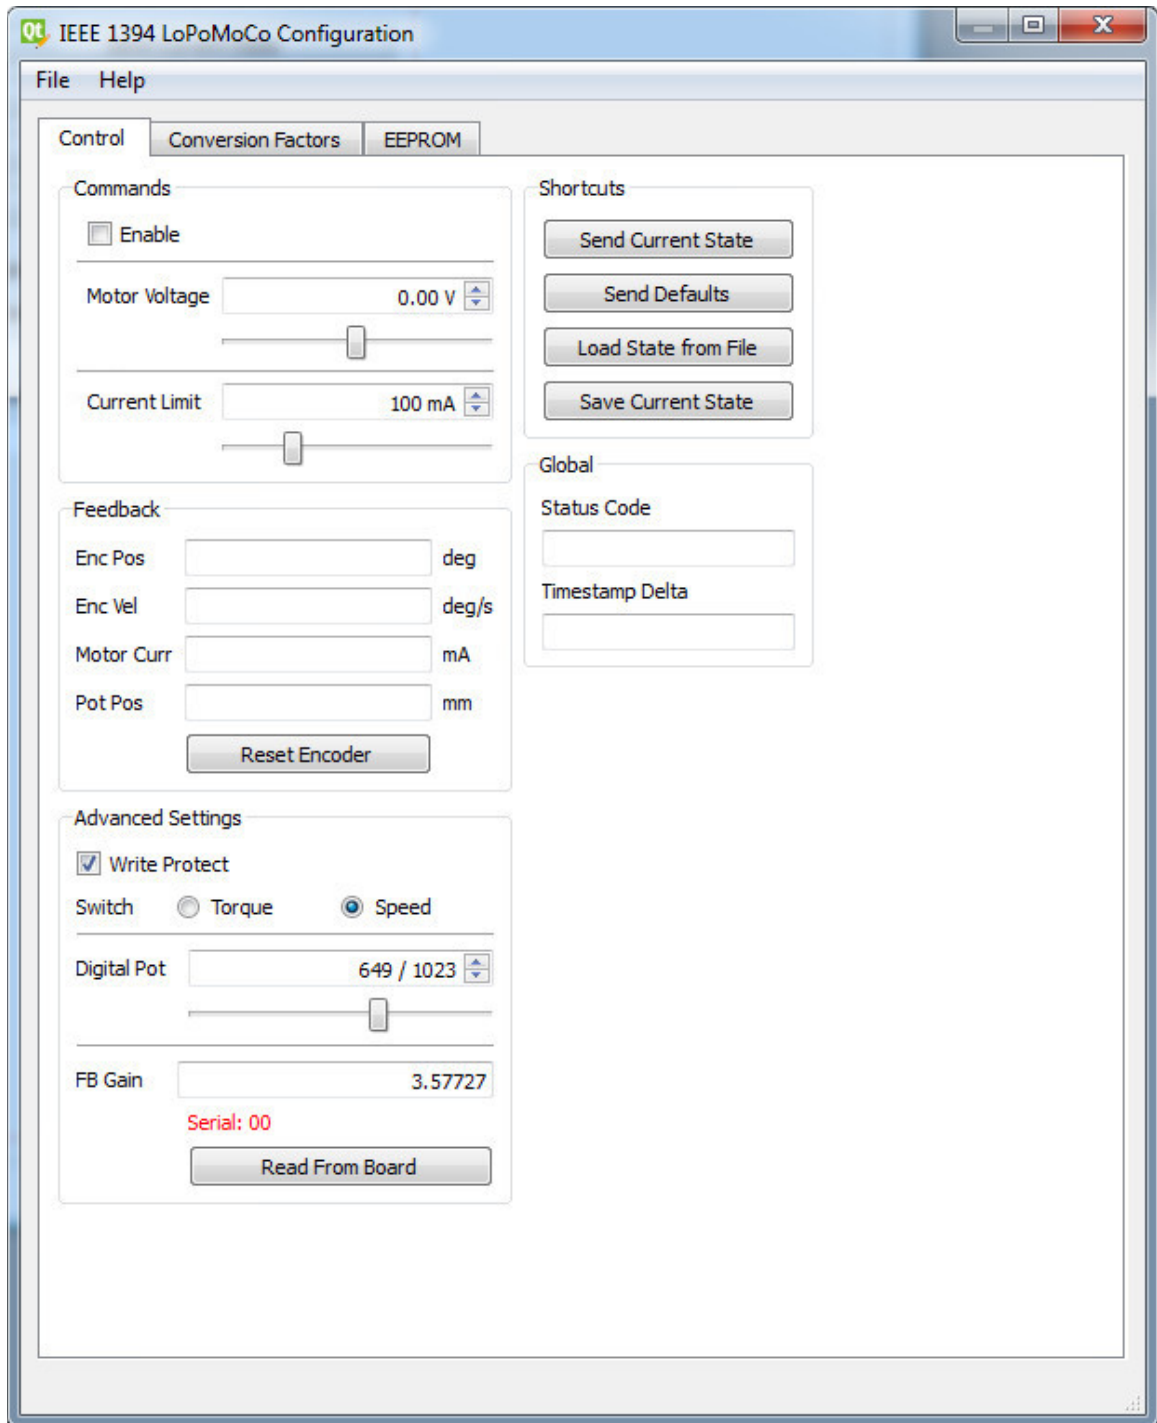 IEEE 1394 LoPoMoCo Configuration
File Help
Control Conversion Factors EEPROM
Commands
Enable
Motor Voltage 0.00 V
Current Limit 100 mA
Feedback
Enc Pos deg
Enc Vel deg/s
Motor Curr mA
Pot Pos mm
Reset Encoder
Advanced Settings
Write Protect
Switch Torque Speed
Digital Pot 649 / 1023
FB Gain 3.57727
Serial: 00
Read From Board
Shortcuts
Send Current State
Send Defaults
Load State from File
Save Current State
Global
Status Code
Timestamp Delta